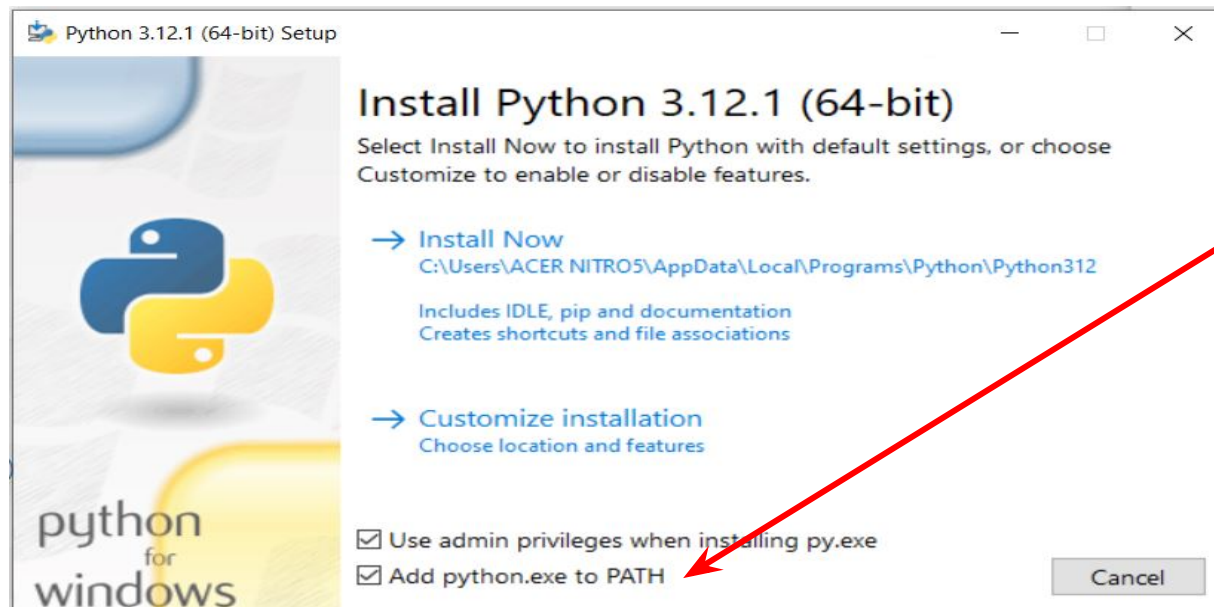 Python 3.12.1 (64-bit) Setup
Install Python 3.12.1 (64-bit)
Select Install Now to install Python with default settings, or choose
Customize to enable or disable features.
Install Now
C:\Users\ACER NITRO5\AppData\Local\Programs\Python\Python312
Includes IDLE, pip and documentation
Creates shortcuts and file associations
Customize installation
Choose location and features
python
for
windows
Use admin privileges when installing py.exe
Add python.exe to PATH
Cancel